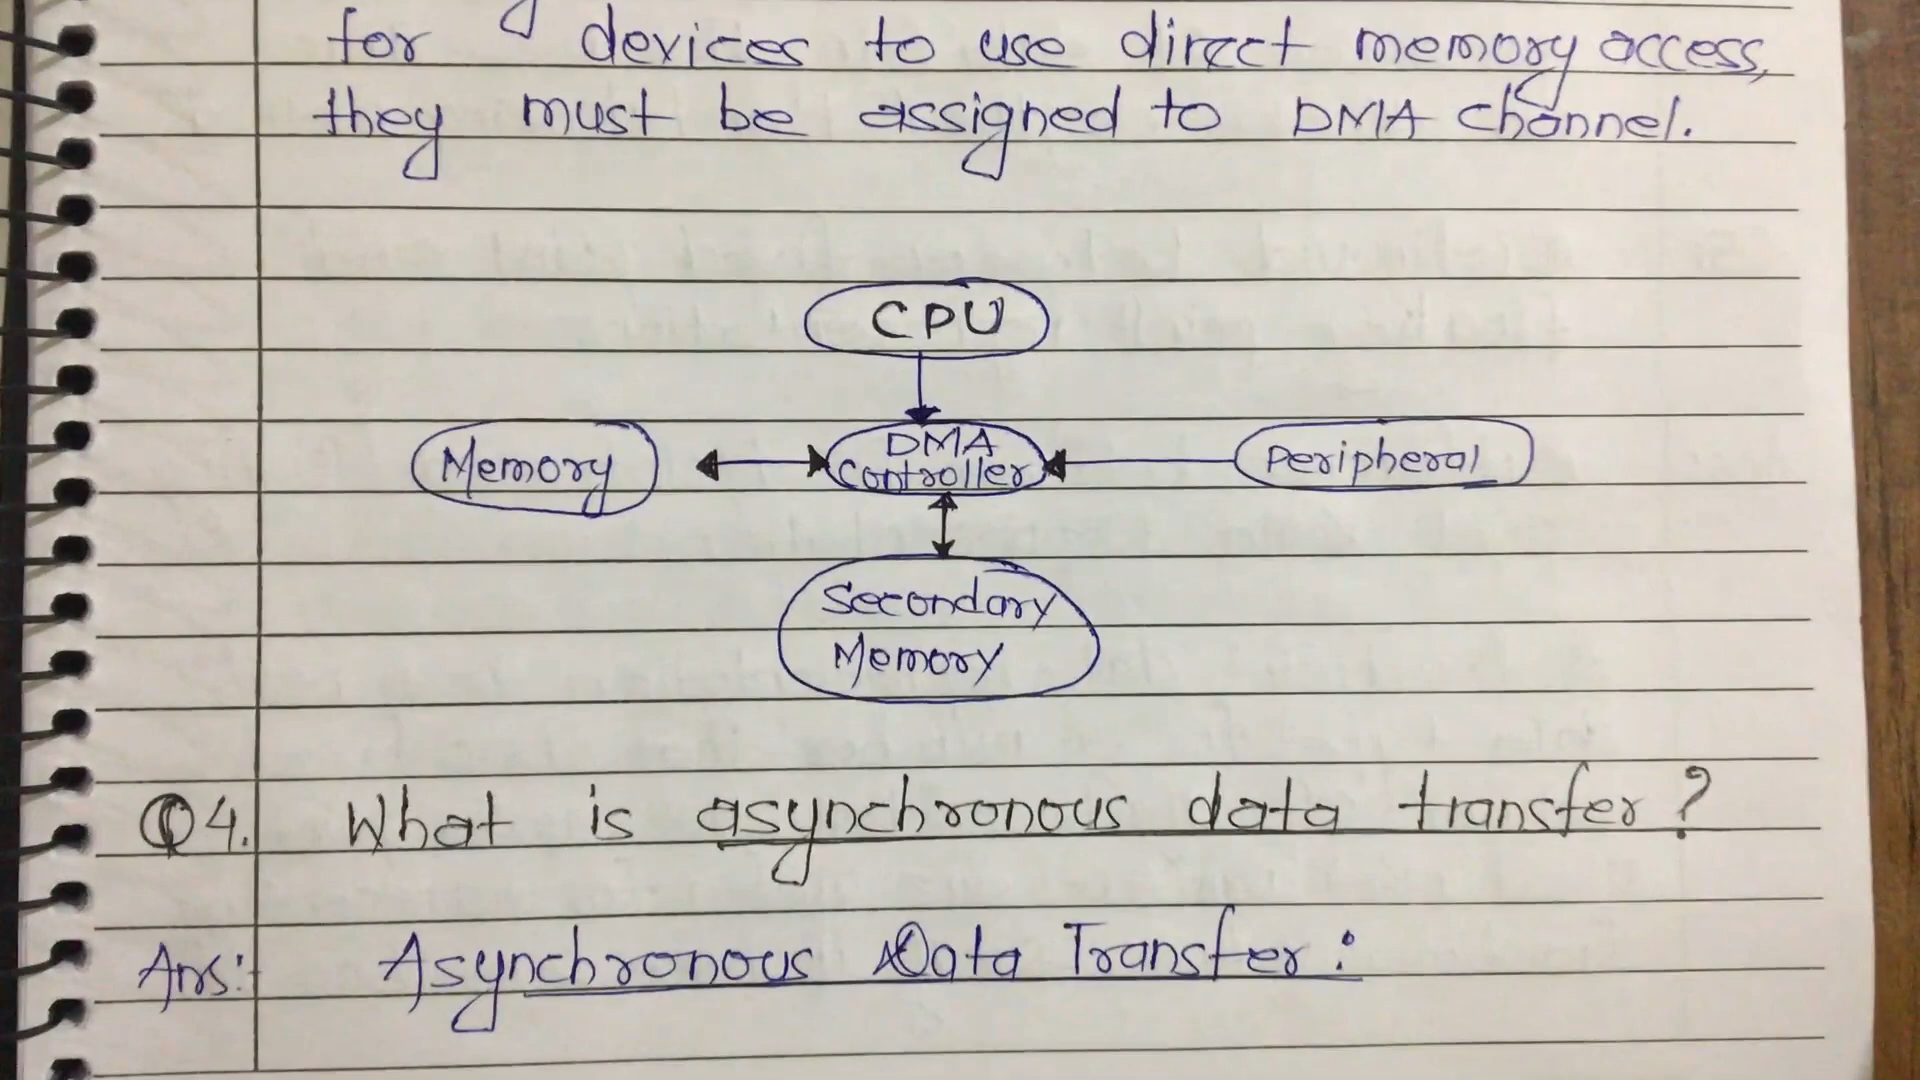 for devices to use direct memory access,
they must be assigned to DMA channel.
CPU
Memory
DMA
Controller
Peripheral
Secondary
Memory
Q4. What is asynchronous data transfer?
Ans:- Asynchronous Data Transfer: